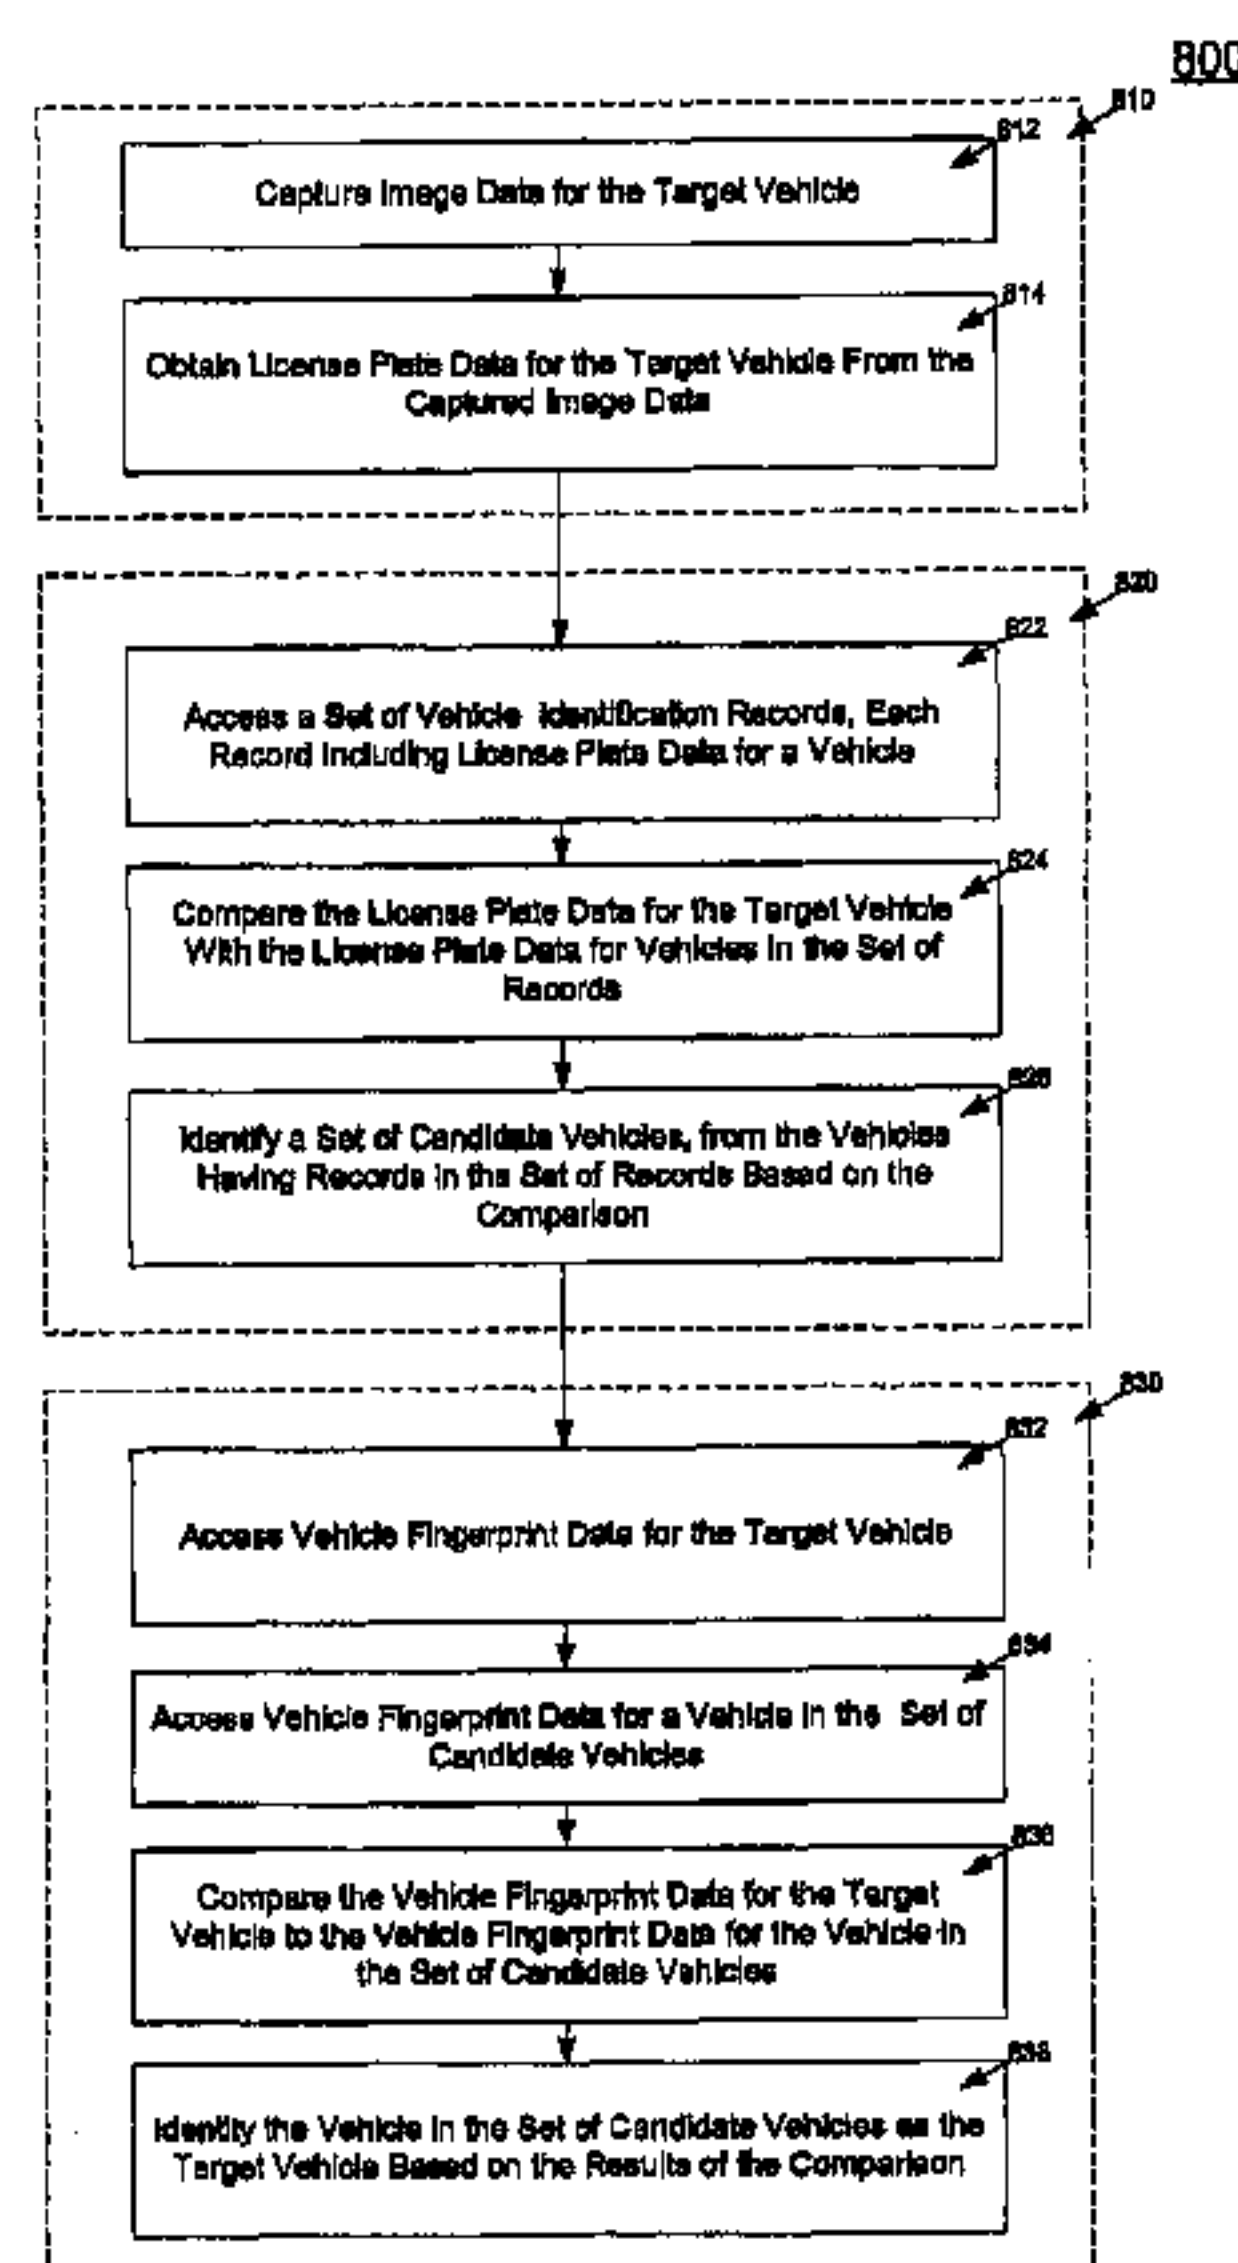 800
810
812
Capture Image Data for the Target Vehicle
814
Obtain License Plate Data for the Target Vehicle From the
Captured Image Data
820
822
Access a Set of Vehicle Identification Records, Each
Record Including License Plate Data for a Vehicle
824
Compare the License Plate Data for the Target Vehicle
With the License Plate Data for Vehicles in the Set of
Records
826
Identify a Set of Candidate Vehicles, from the Vehicles
Having Records in the Set of Records Based on the
Comparison
830
832
Access Vehicle Fingerprint Data for the Target Vehicle
834
Access Vehicle Fingerprint Data for a Vehicle in the Set of
Candidate Vehicles
836
Compare the Vehicle Fingerprint Data for the Target
Vehicle to the Vehicle Fingerprint Data for the Vehicle in
the Set of Candidate Vehicles
838
Identify the Vehicle in the Set of Candidate Vehicles as the
Target Vehicle Based on the Results of the Comparison